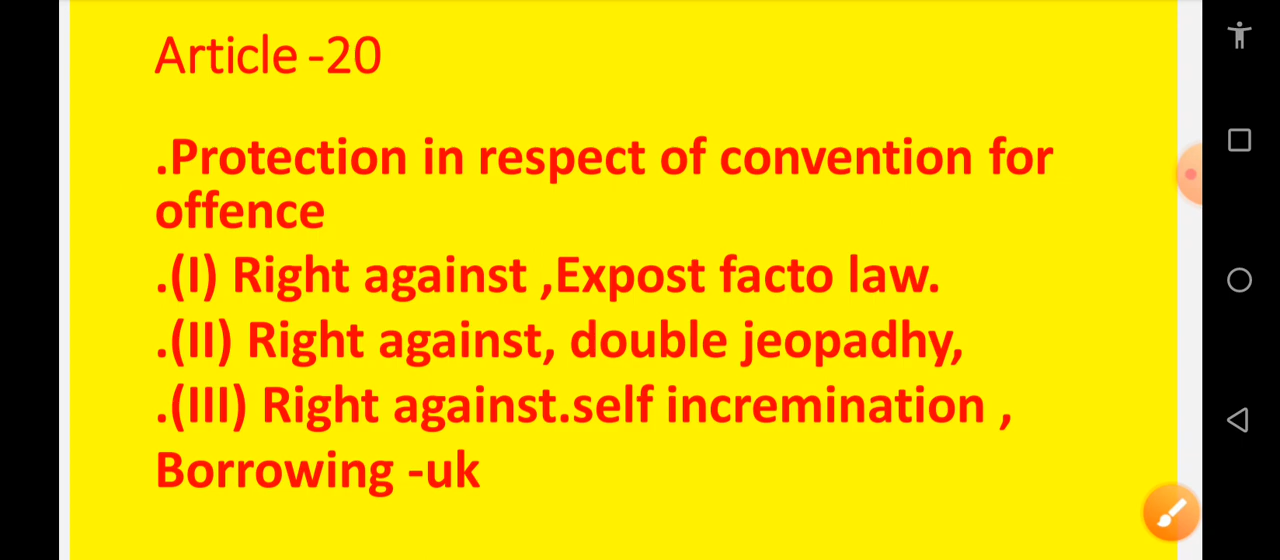 Article -20
.Protection in respect of convention for
offence
.(I) Right against ,Expost facto law.
.(II) Right against, double jeopadhy,
.(III) Right against.self incremination ,
Borrowing -uk